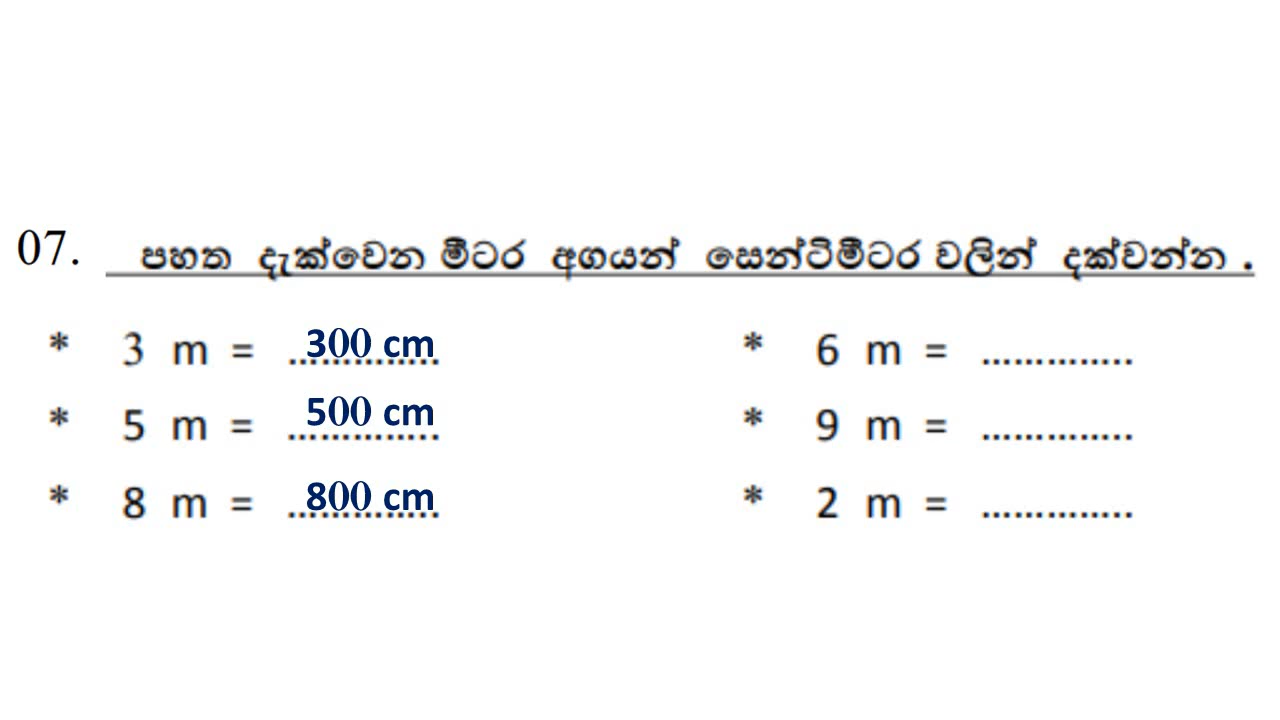 07. පහත දැක්වෙන මීටර අගයන් සෙන්ටිමීටර වලින් දක්වන්න .
* 3 m = 300 cm * 6 m = ..............
* 5 m = 500 cm * 9 m = ..............
* 8 m = 800 cm * 2 m = ..............